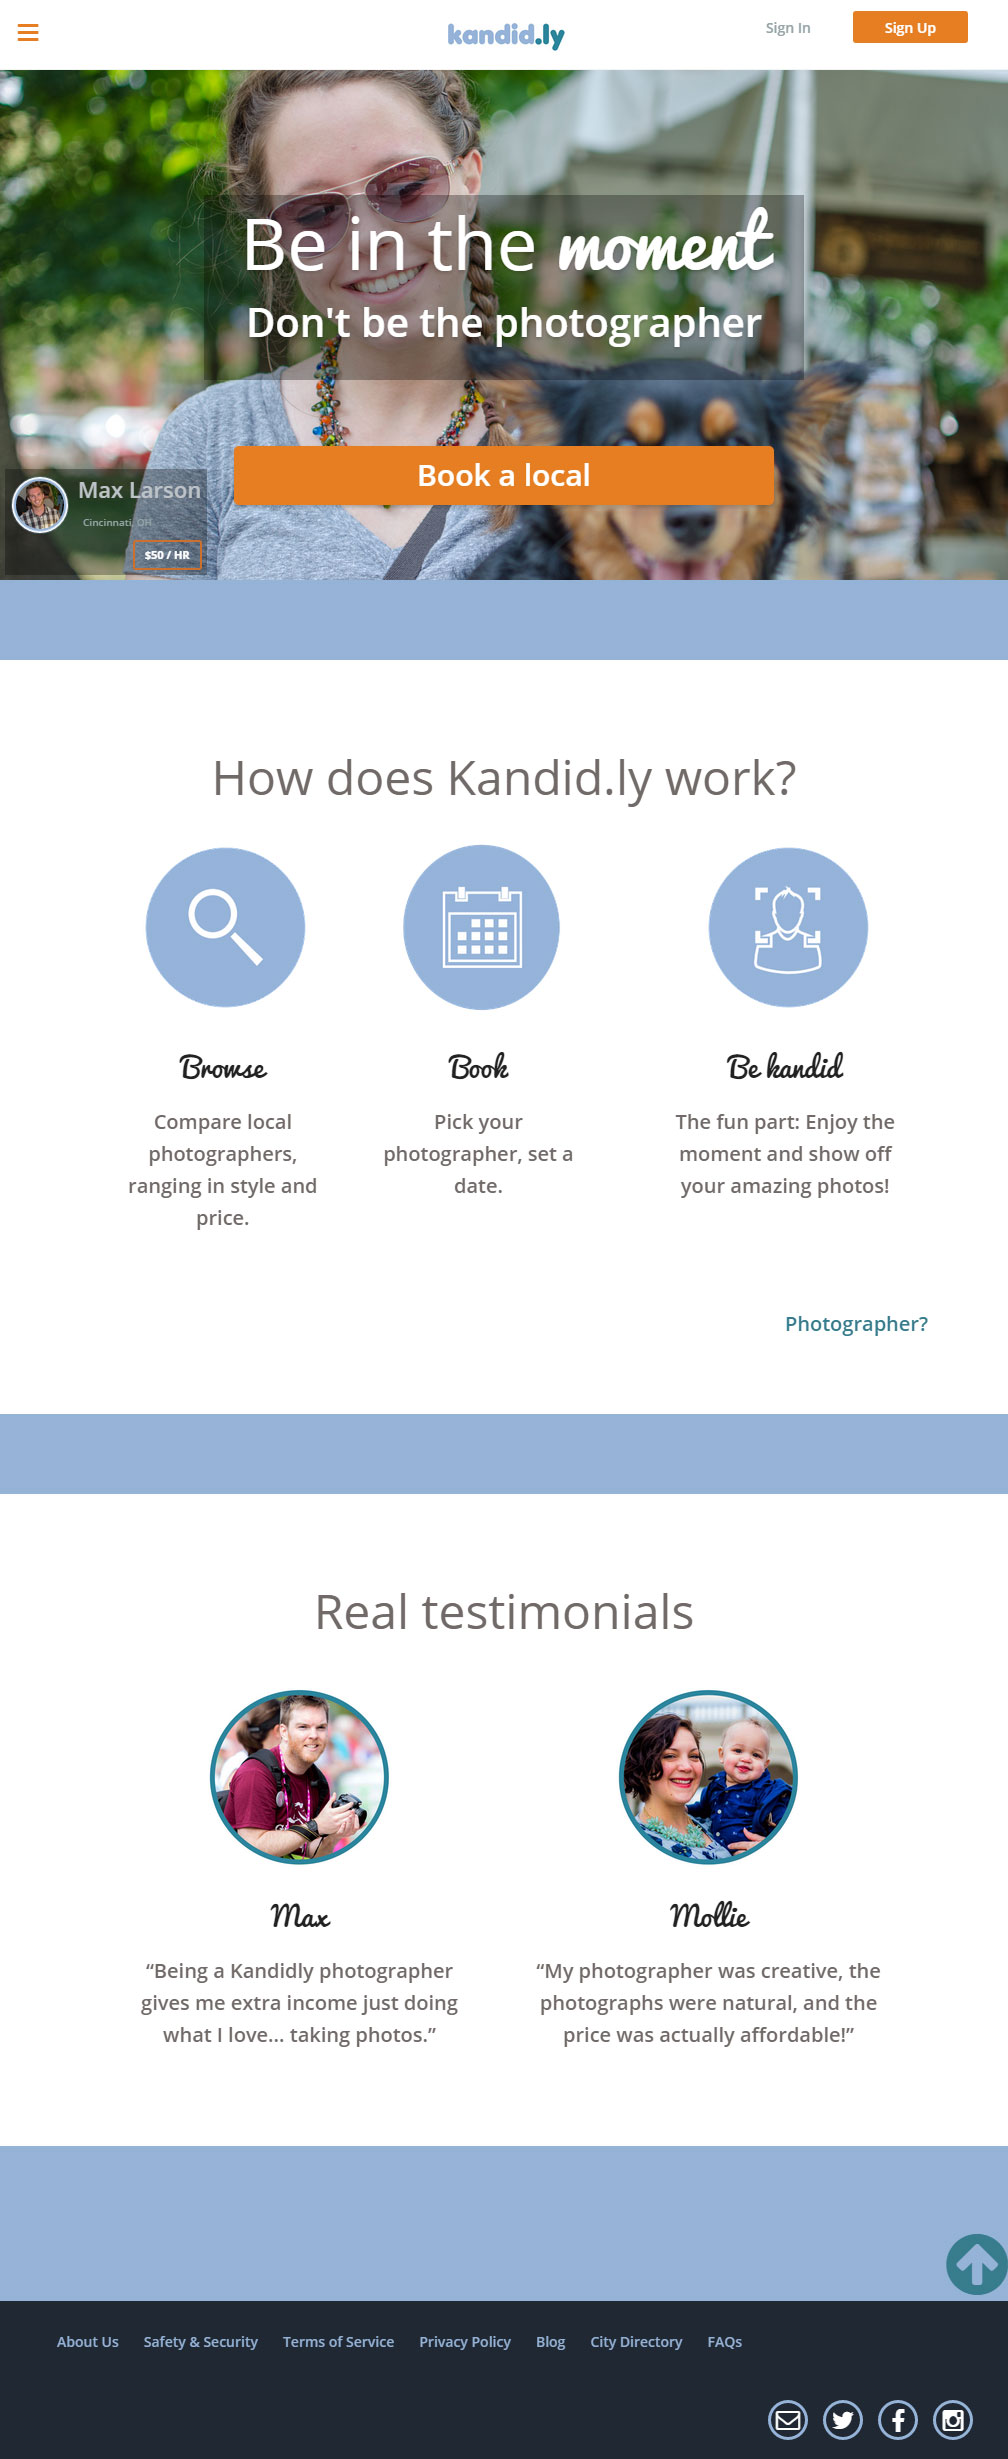 kandid.ly
Sign In
Sign Up
Be in the moment
Don't be the photographer
Book a local
Max Larson
Cincinnati, OH
$50 / HR
How does Kandid.ly work?
Browse
Compare local
photographers,
ranging in style and
price.
Book
Pick your
photographer, set a
date.
Be kandid
The fun part: Enjoy the
moment and show off
your amazing photos!
Photographer?
Real testimonials
Max
“Being a Kandidly photographer
gives me extra income just doing
what I love... taking photos.”
Mollie
“My photographer was creative, the
photographs were natural, and the
price was actually affordable!”
About Us Safety & Security Terms of Service Privacy Policy Blog City Directory FAQs